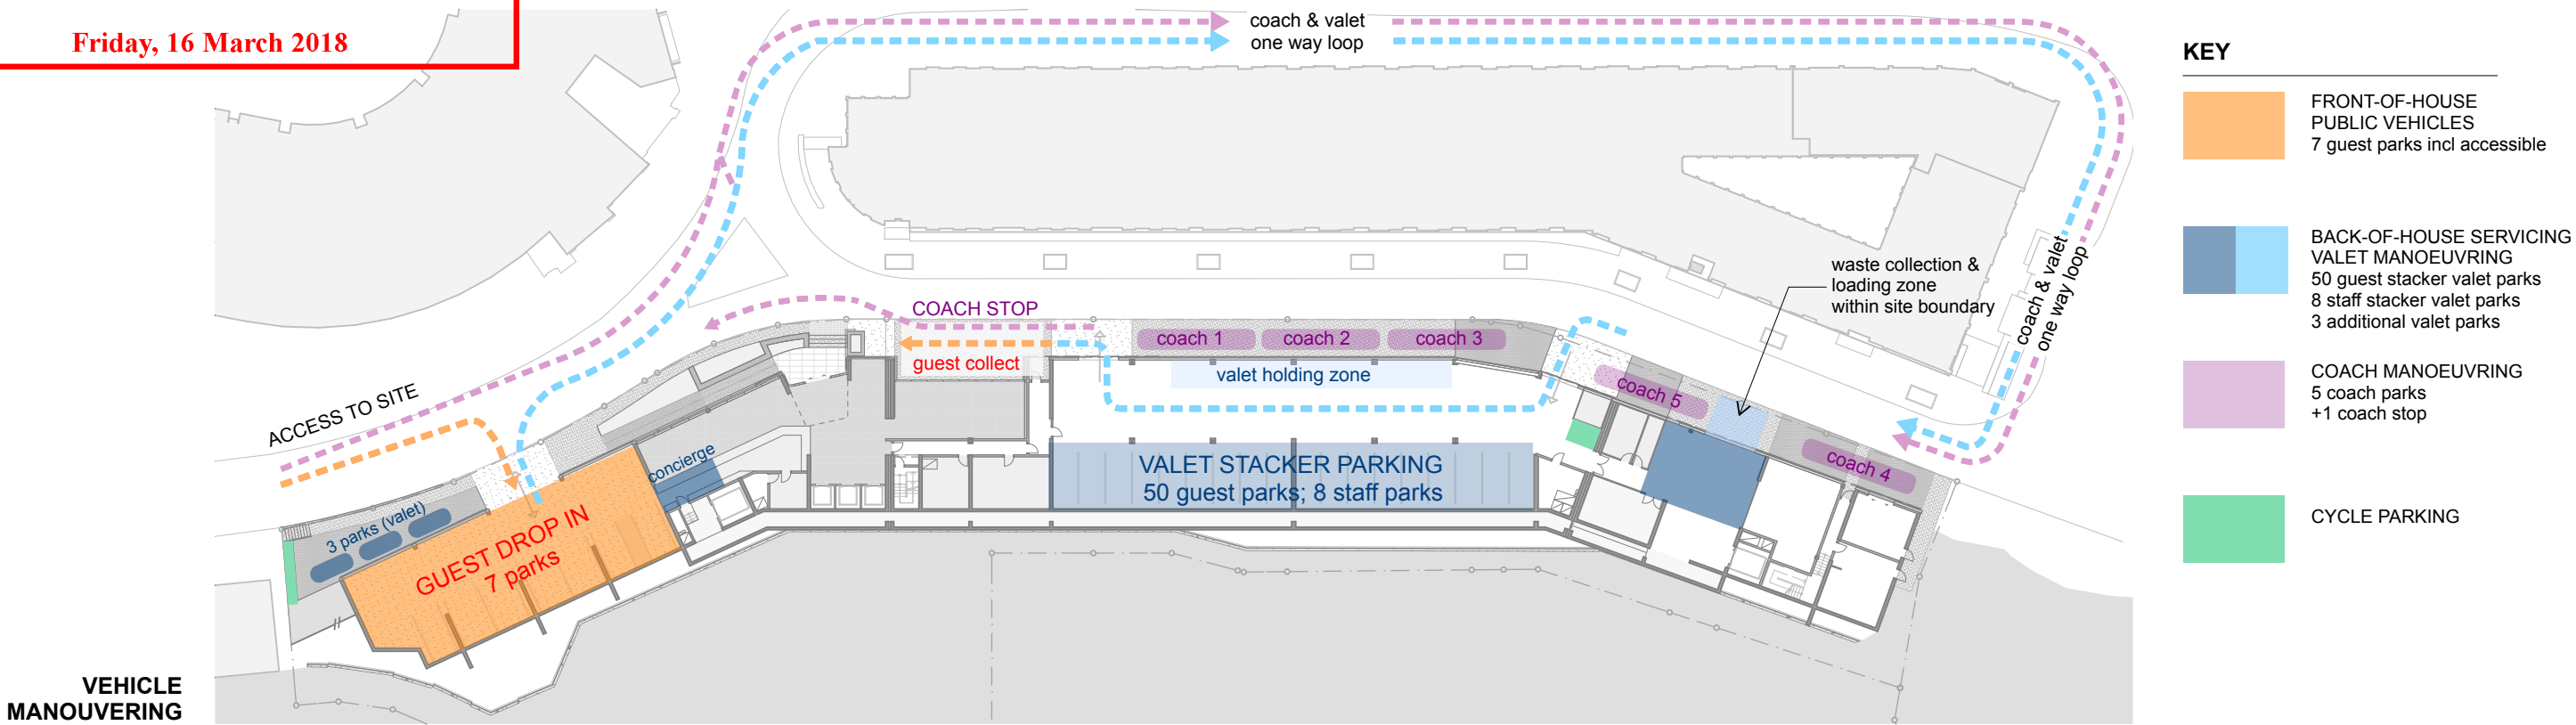 Friday, 16 March 2018
coach & valet
one way loop
KEY
FRONT-OF-HOUSE
PUBLIC VEHICLES
7 guest parks incl accessible
BACK-OF-HOUSE SERVICING
VALET MANOEUVRING
50 guest stacker valet parks
8 staff stacker valet parks
3 additional valet parks
COACH MANOEUVRING
5 coach parks
+1 coach stop
CYCLE PARKING
coach & valet
one way loop
waste collection &
loading zone
within site boundary
COACH STOP
coach 1
coach 2
coach 3
guest collect
valet holding zone
coach 5
coach 4
ACCESS TO SITE
concierge
VALET STACKER PARKING
50 guest parks; 8 staff parks
3 parks (valet)
GUEST DROP IN
7 parks
VEHICLE
MANOUVERING